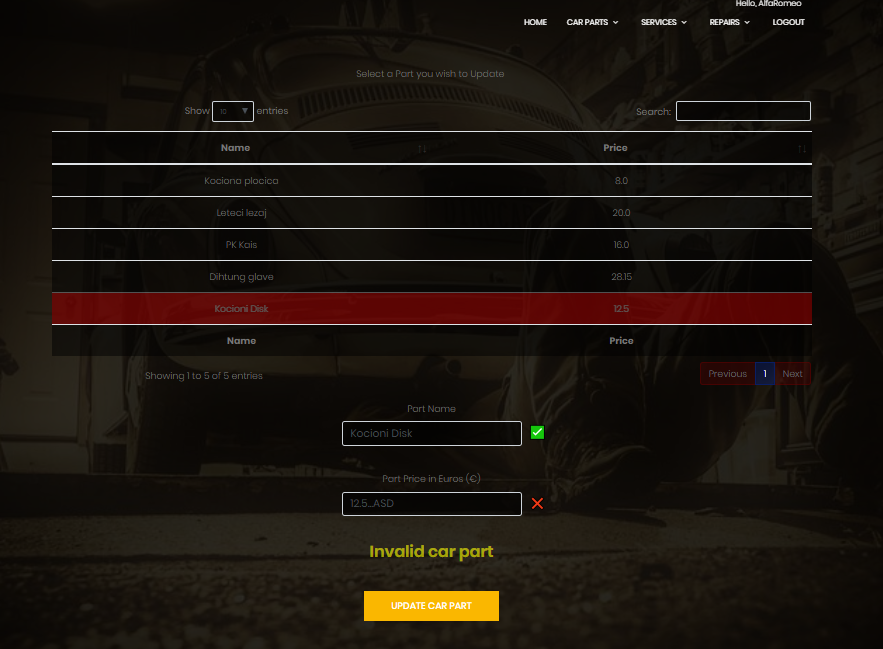 Hello, AlfaRomeo
HOME CAR PARTS SERVICES REPAIRS LOGOUT
Select a Part you wish to Update
Show 10 entries Search:
Name Price
Kociona plocica 8.0
Leteci lezaj 20.0
PK Kais 16.0
Dihtung glave 28.15
Kocioni Disk 12.5
Name Price
Showing 1 to 5 of 5 entries Previous 1 Next
Part Name
Kocioni Disk
Part Price in Euros (€)
12.5...ASD
Invalid car part
UPDATE CAR PART